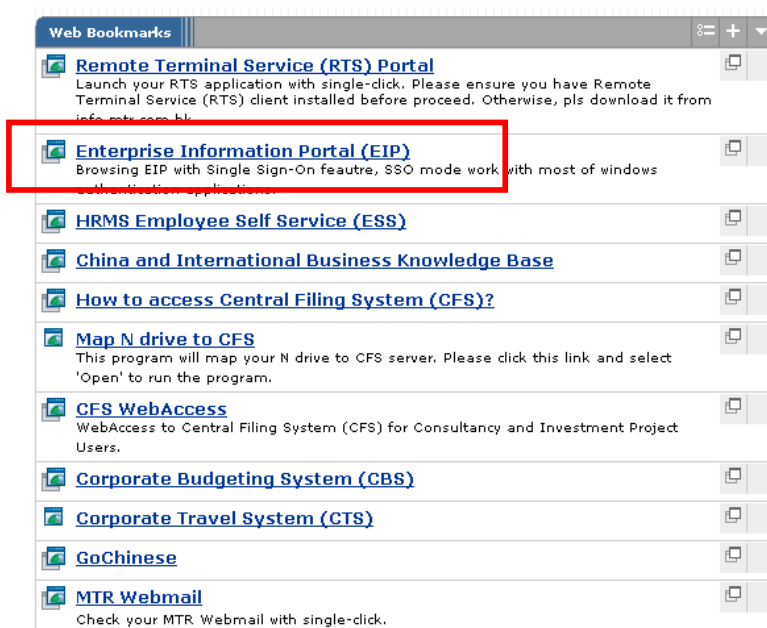 Web Bookmarks
Remote Terminal Service (RTS) Portal
Launch your RTS application with single-click. Please ensure you have Remote
Terminal Service (RTS) client installed before proceed. Otherwise, pls download it from
info.mtr.com.hk
Enterprise Information Portal (EIP)
Browsing EIP with Single Sign-On feautre, SSO mode work with most of windows
authentication applications.
HRMS Employee Self Service (ESS)
China and International Business Knowledge Base
How to access Central Filing System (CFS)?
Map N drive to CFS
This program will map your N drive to CFS server. Please click this link and select
'Open' to run the program.
CFS WebAccess
WebAccess to Central Filing System (CFS) for Consultancy and Investment Project
Users.
Corporate Budgeting System (CBS)
Corporate Travel System (CTS)
GoChinese
MTR Webmail
Check your MTR Webmail with single-click.